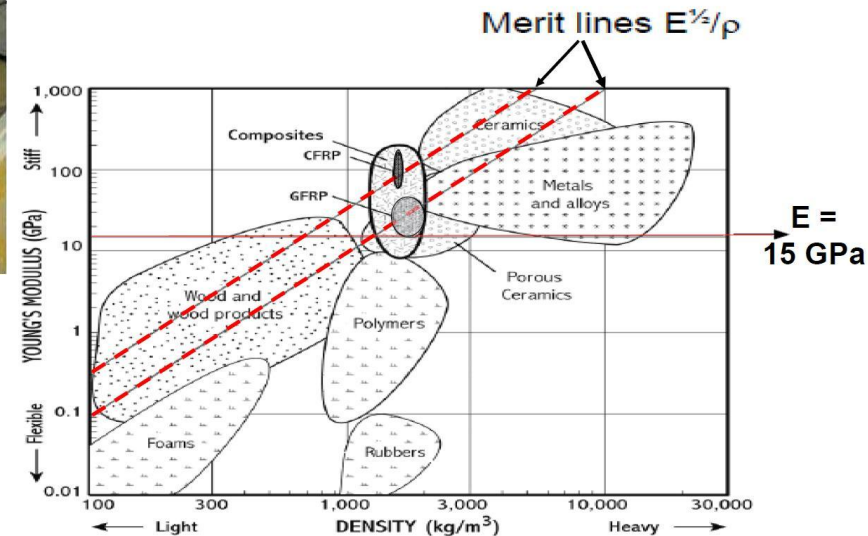 Merit lines E½/ρ
1,000
100
10
1
0.1
0.01
Stiff
YOUNG'S MODULUS (GPa)
Flexible
Composites
CFRP
GFRP
Ceramics
Metals
and alloys
E =
15 GPa
Porous
Ceramics
Wood and
wood products
Polymers
Foams
Rubbers
100
300
1,000
3,000
10,000
30,000
Light
DENSITY (kg/m³)
Heavy